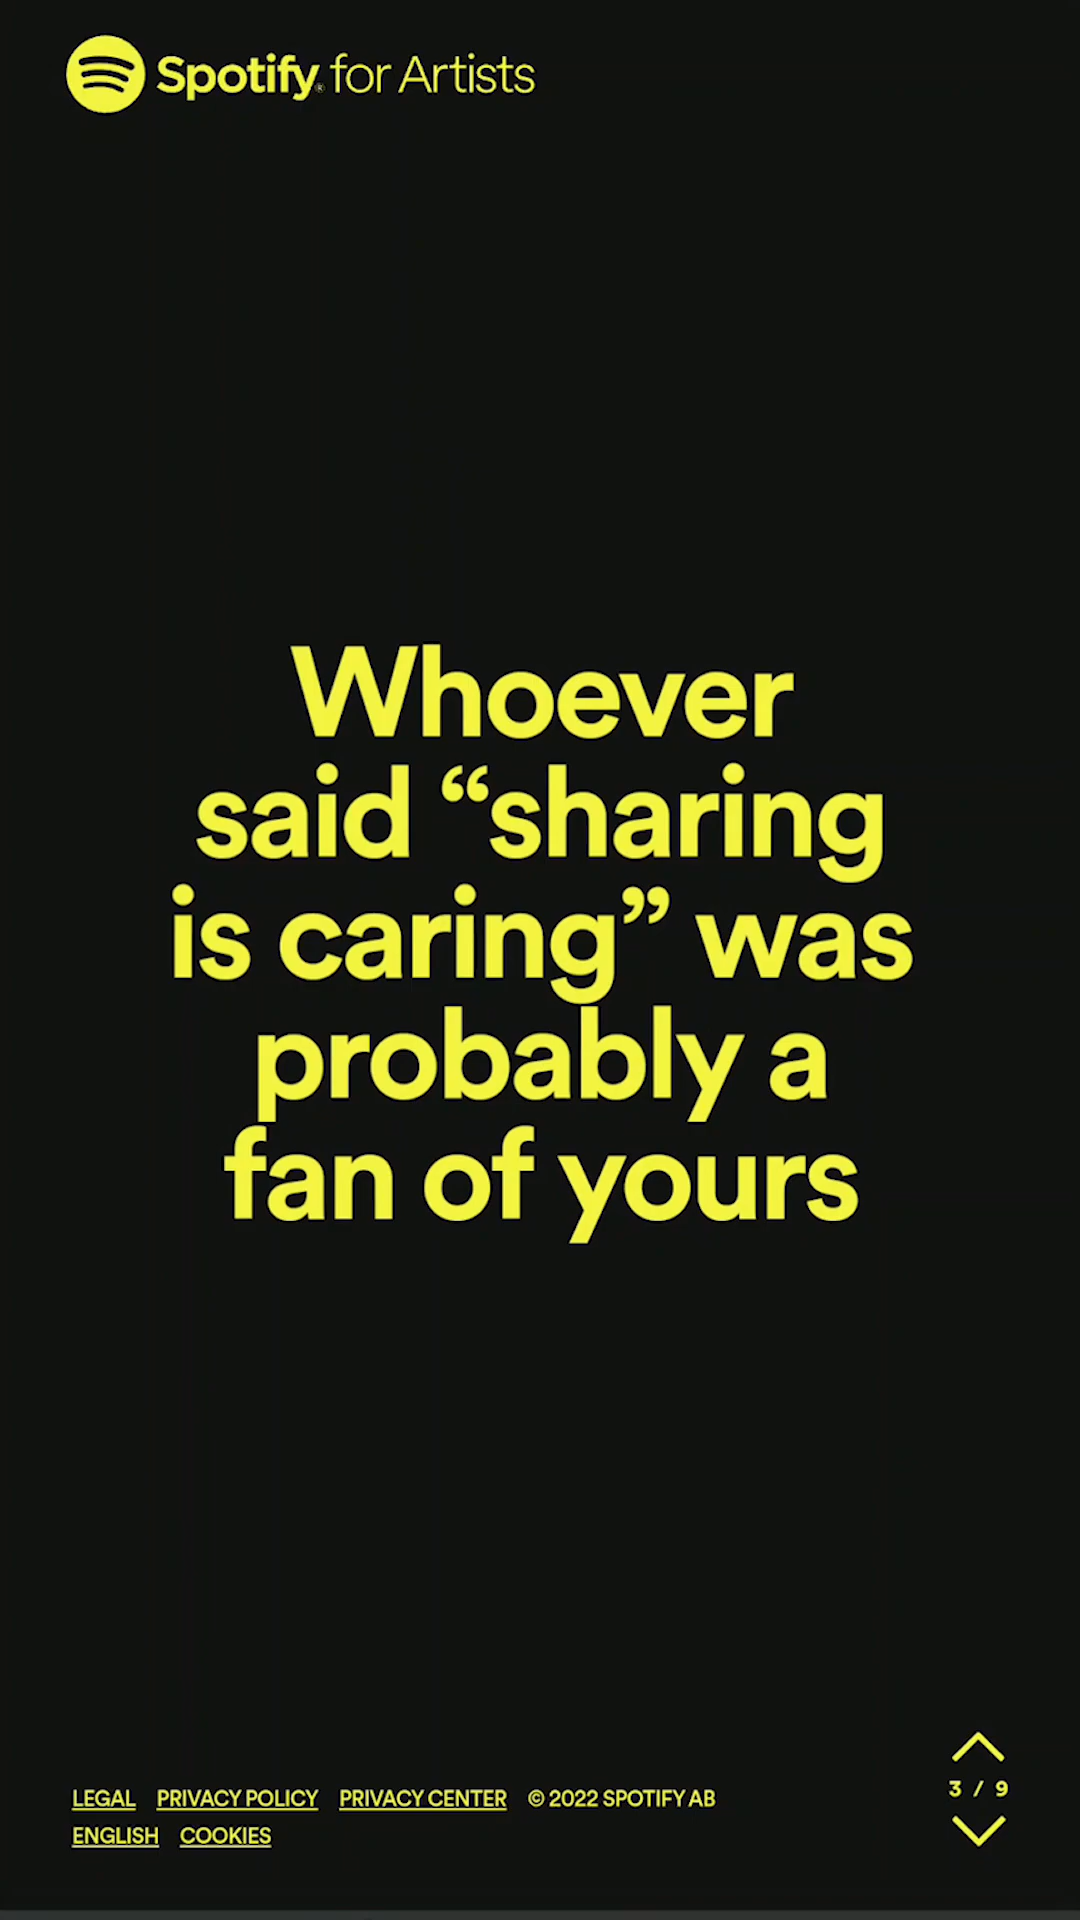 Spotify® for Artists
Whoever
said “sharing
is caring” was
probably a
fan of yours
LEGAL PRIVACY POLICY PRIVACY CENTER © 2022 SPOTIFY AB
ENGLISH COOKIES
3 / 9